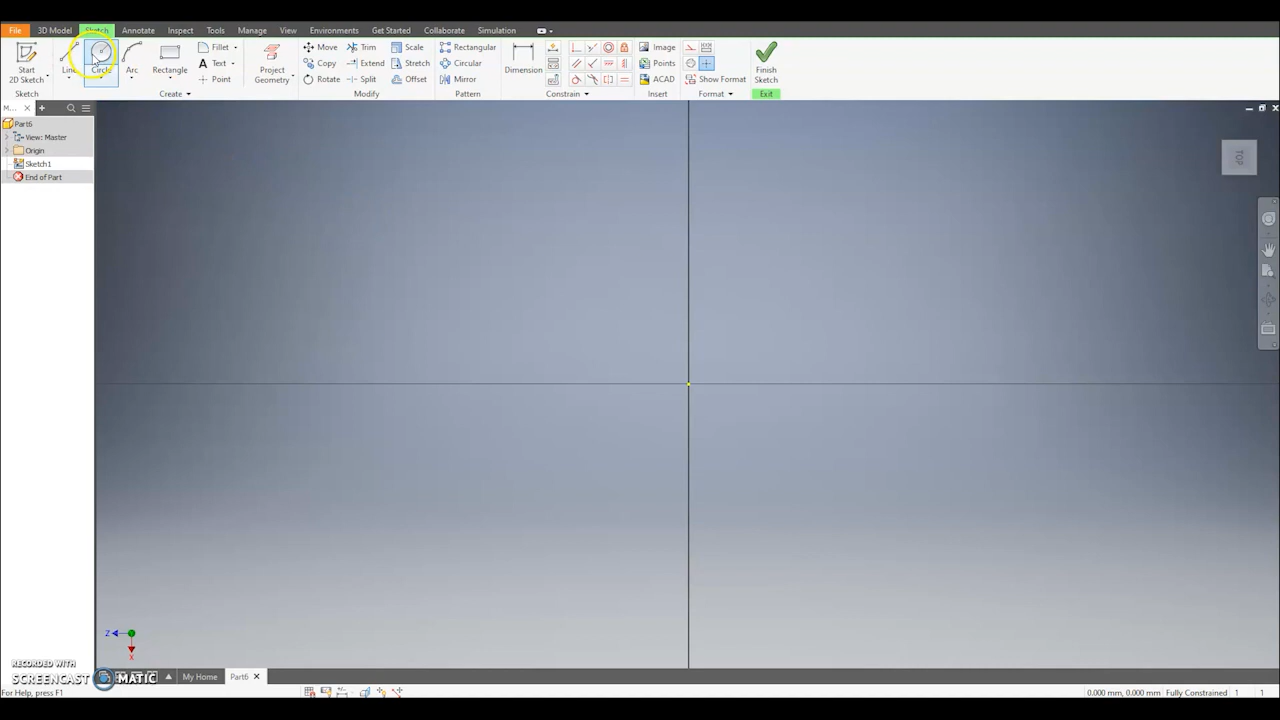 File 3D Model Sketch Annotate Inspect Tools Manage View Environments Get Started Collaborate Simulation
Start
2D Sketch
Line
Circle
Arc
Rectangle
Fillet
Text
Point
Project
Geometry
Move
Copy
Rotate
Trim
Extend
Split
Scale
Stretch
Offset
Rectangular
Circular
Mirror
Dimension
Image
Points
ACAD
Show Format
Finish
Sketch
Sketch Create Modify Pattern Constrain Insert Format Exit
M...
Part6
View: Master
Origin
Sketch1
End of Part
TOP
Z
X
RECORDED WITH
SCREENCAST MATIC
My Home Part6
For Help, press F1
0.000 mm, 0.000 mm Fully Constrained 1 1